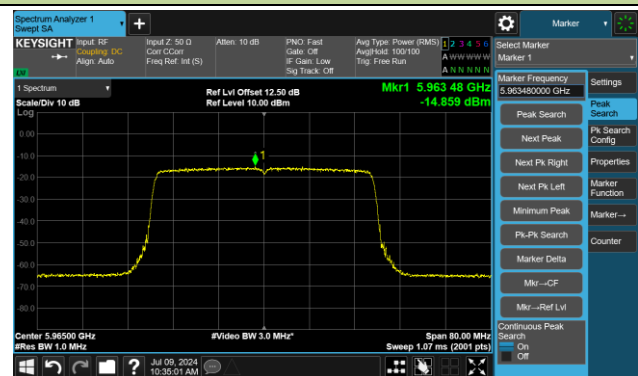 Spectrum Analyzer 1
Swept SA
+
Marker
KEYSIGHT
Input: RF
Coupling: DC
Align: Auto
Input Z: 50 Ω
Corr CCorr
Freq Ref: Int (S)
Atten: 10 dB
PNO: Fast
Gate: Off
IF Gain: Low
Sig Track: Off
Avg Type: Power (RMS)
Avg|Hold: 100/100
Trig: Free Run
1 2 3 4 5 6
A W W W W W
A N N N N N
Select Marker
Marker 1
LXI
1 Spectrum
Scale/Div 10 dB
Log
Ref Lvl Offset 12.50 dB
Ref Level 10.00 dBm
Mkr1 5.963 48 GHz
-14.859 dBm
1
0.00
-10.0
-20.0
-30.0
-40.0
-50.0
-60.0
-70.0
-80.0
Center 5.96500 GHz
#Res BW 1.0 MHz
#Video BW 3.0 MHz*
Span 80.00 MHz
Sweep 1.07 ms (2001 pts)
Marker Frequency
5.963480000 GHz
Peak Search
Next Peak
Next Pk Right
Next Pk Left
Minimum Peak
Pk-Pk Search
Marker Delta
Mkr→CF
Mkr→Ref Lvl
Continuous Peak
Search
On
Off
Settings
Peak
Search
Pk Search
Config
Properties
Marker
Function
Marker→
Counter
?
Jul 09, 2024
10:35:01 AM